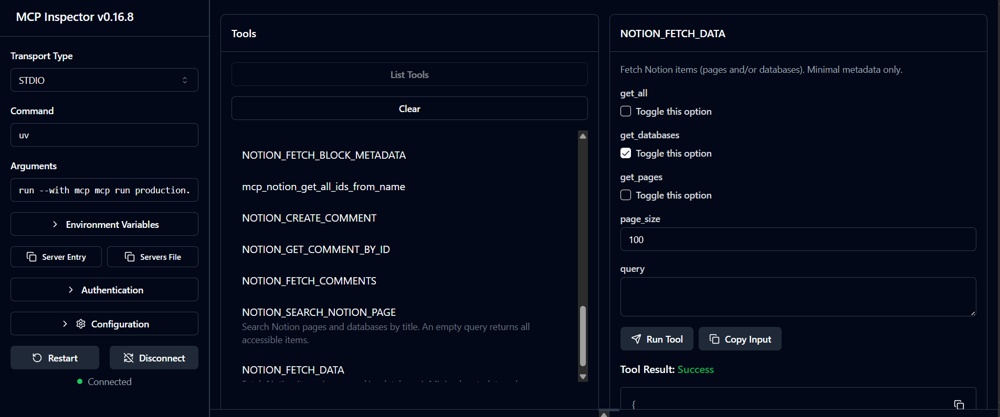 MCP Inspector v0.16.8
Transport Type
STDIO
Command
uv
Arguments
run --with mcp mcp run production.
Environment Variables
Server Entry
Servers File
Authentication
Configuration
Restart
Disconnect
Connected
Tools
List Tools
Clear
NOTION_FETCH_BLOCK_METADATA
mcp_notion_get_all_ids_from_name
NOTION_CREATE_COMMENT
NOTION_GET_COMMENT_BY_ID
NOTION_FETCH_COMMENTS
NOTION_SEARCH_NOTION_PAGE
Search Notion pages and databases by title. An empty query returns all
accessible items.
NOTION_FETCH_DATA
NOTION_FETCH_DATA
Fetch Notion items (pages and/or databases). Minimal metadata only.
get_all
Toggle this option
get_databases
Toggle this option
get_pages
Toggle this option
page_size
100
query
Run Tool
Copy Input
Tool Result: Success
{